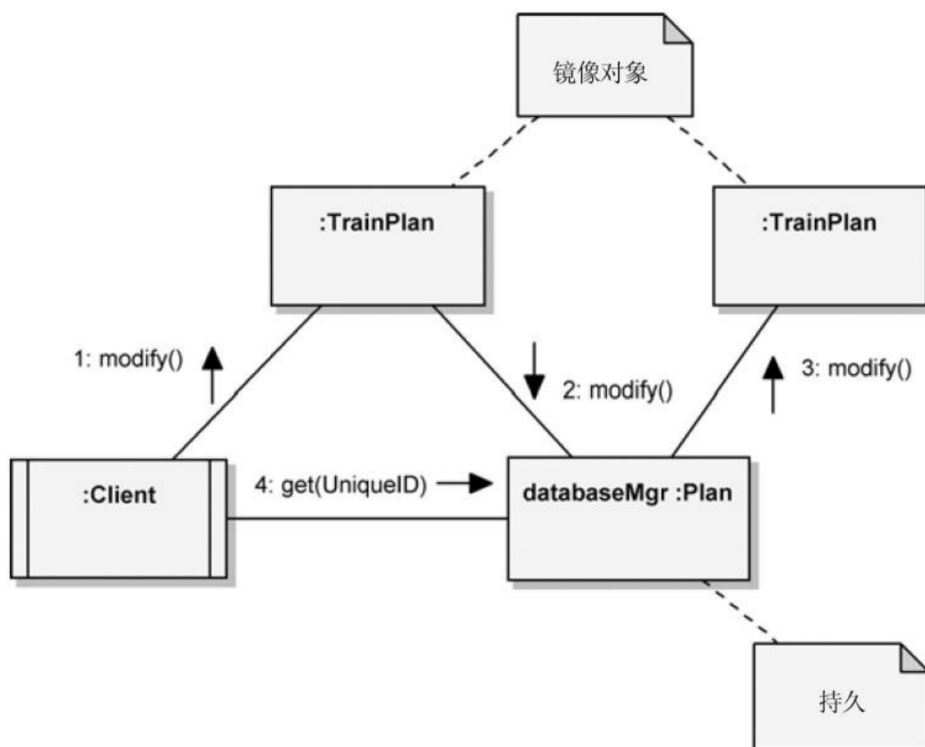 镜像对象
:TrainPlan
:TrainPlan
1: modify()
2: modify()
3: modify()
:Client
4: get(UniqueID)
databaseMgr :Plan
持久